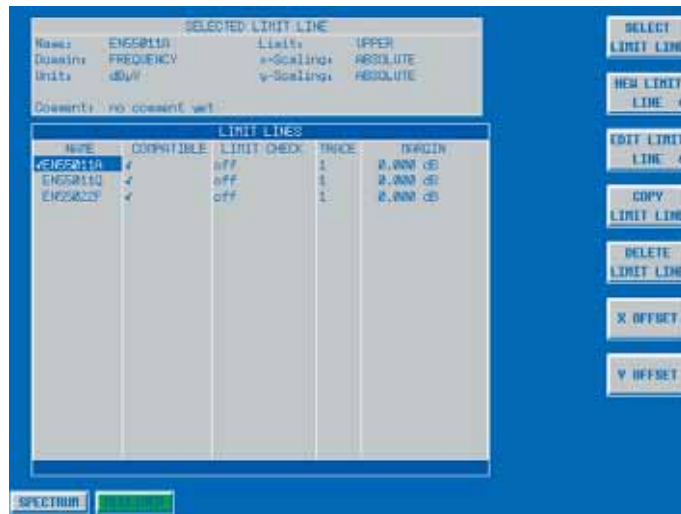 SELECTED LIMIT LINE
Name: EN55011A Limit: UPPER
Domain: FREQUENCY x-Scaling: ABSOLUTE
Unit: dBµV y-Scaling: ABSOLUTE
Comment: no comment yet
LIMIT LINES
NAME COMPATIBLE LIMIT CHECK TRACE MARGIN
✓EN55011A ✓ off 1 0.000 dB
EN55011Q ✓ off 1 0.000 dB
EN55022F ✓ off 1 0.000 dB
SELECT
LIMIT LINE
NEW LIMIT
LINE
EDIT LIMIT
LINE
COPY
LIMIT LINE
DELETE
LIMIT LINE
X OFFSET
Y OFFSET
SPECTRUM